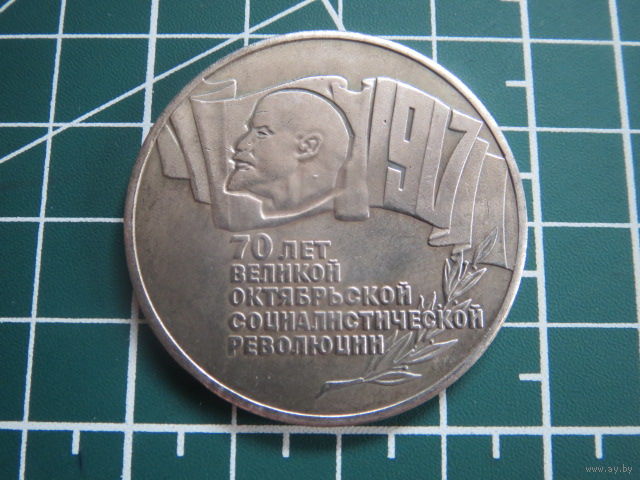 1917
70 ЛЕТ
ВЕЛИКОЙ
ОКТЯБРЬСКОЙ
СОЦИАЛИСТИЧЕСКОЙ
РЕВОЛЮЦИИ
www.ay.by